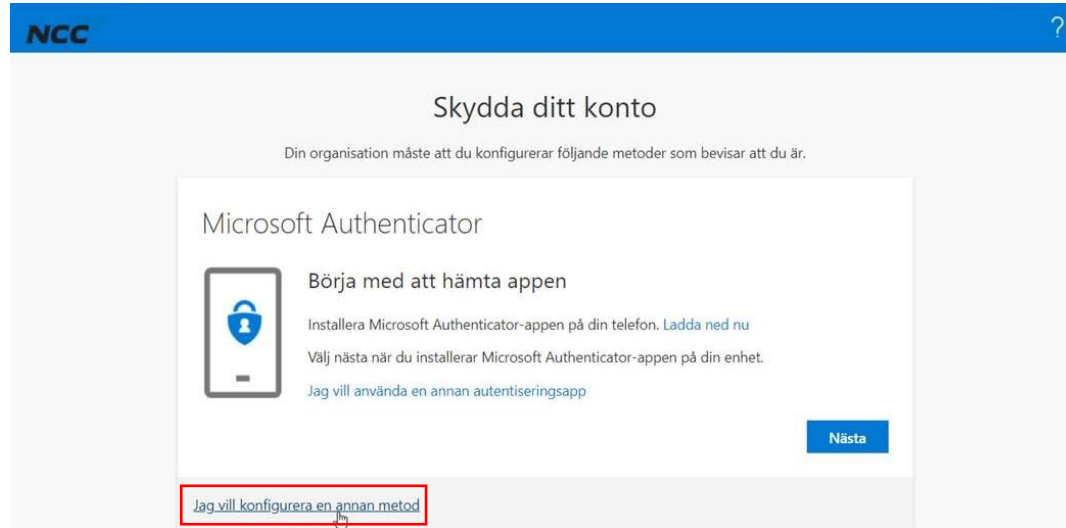 NCC
?
Skydda ditt konto
Din organisation måste att du konfigurerar följande metoder som bevisar att du är.
Microsoft Authenticator
Börja med att hämta appen
Installera Microsoft Authenticator-appen på din telefon. Ladda ned nu
Välj nästa när du installerar Microsoft Authenticator-appen på din enhet.
Jag vill använda en annan autentiseringsapp
Nästa
Jag vill konfigurera en annan metod